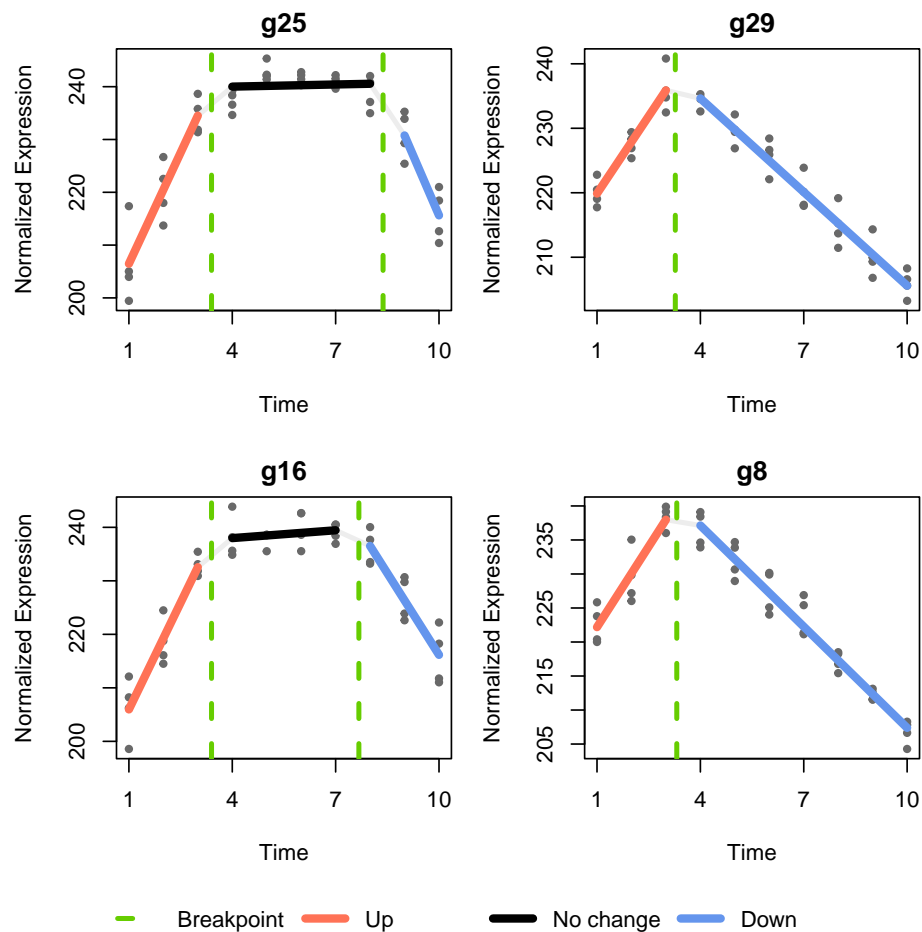 g25
Normalized Expression
200
220
240
1 4 7 10
Time
g29
Normalized Expression
210
220
230
240
1 4 7 10
Time
g16
Normalized Expression
200
220
240
1 4 7 10
Time
g8
Normalized Expression
205
215
225
235
1 4 7 10
Time
Breakpoint Up No change Down